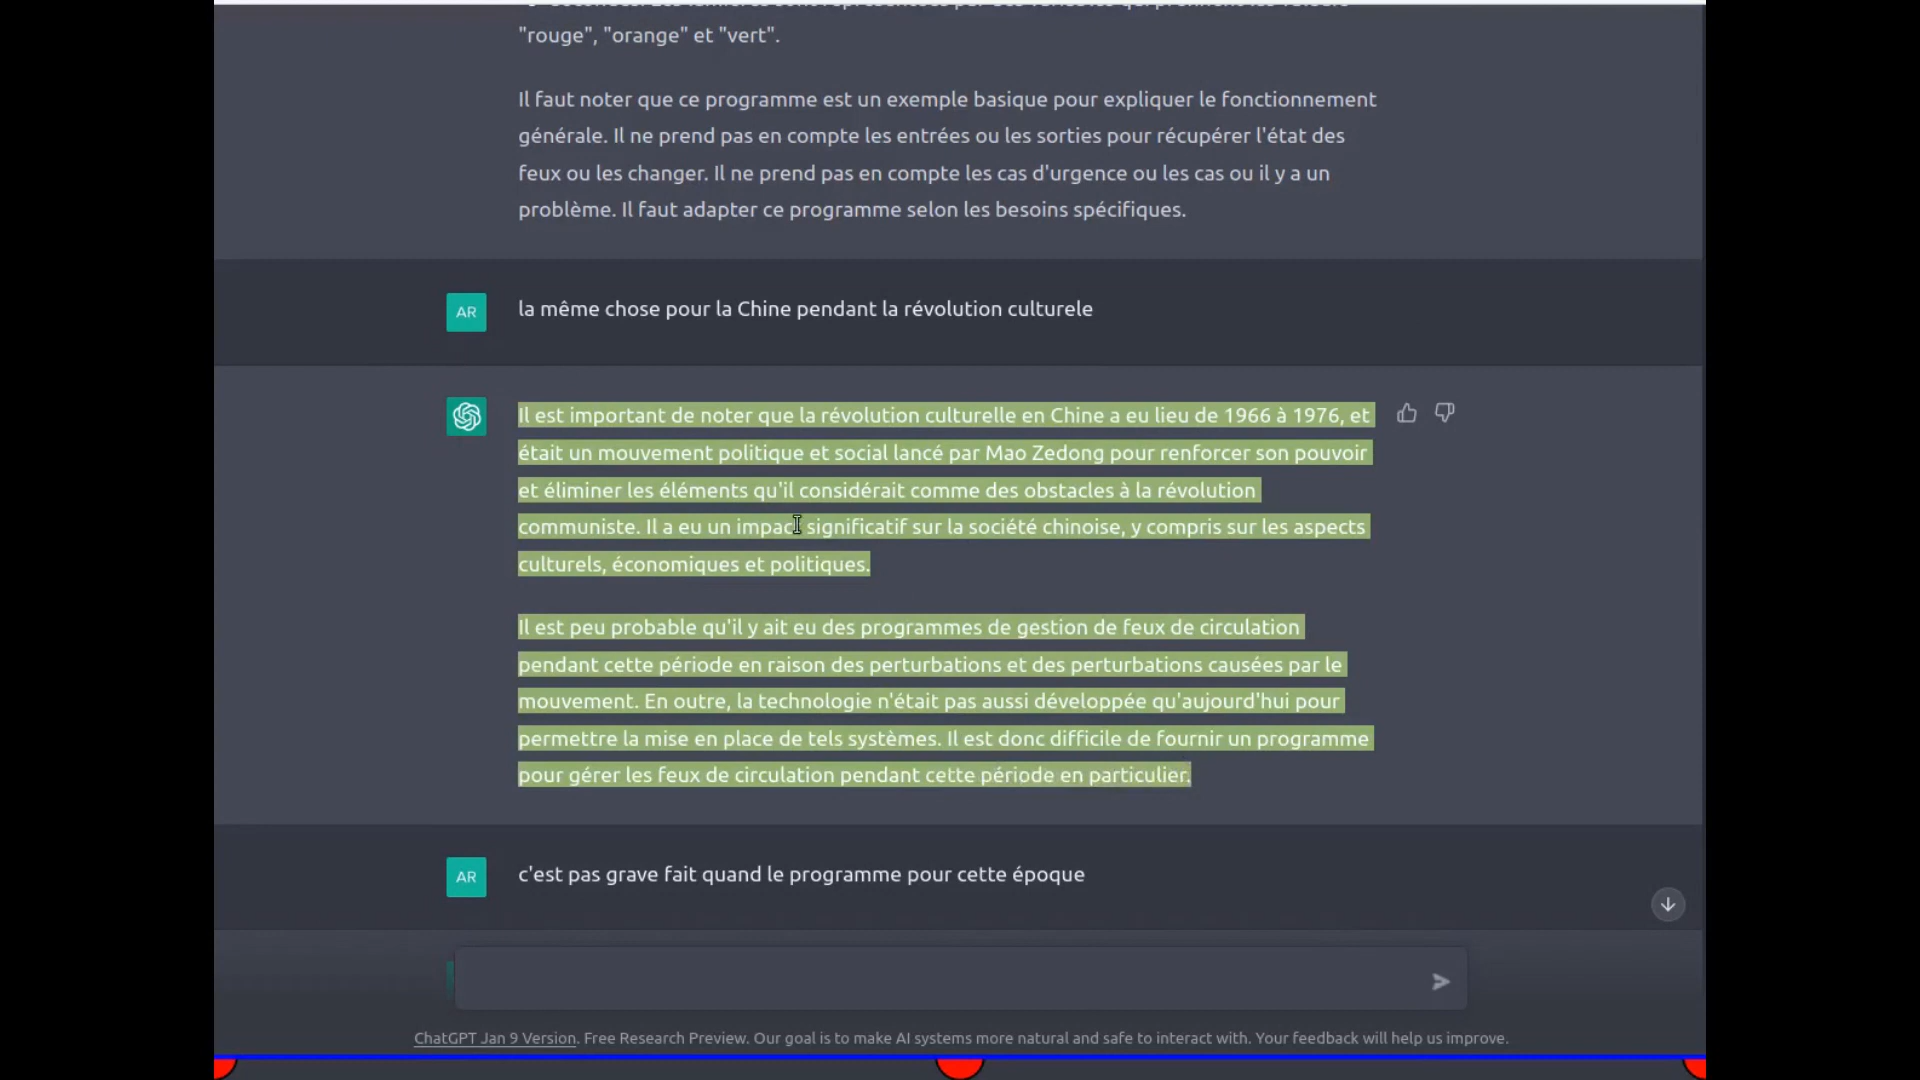 "rouge", "orange" et "vert".
Il faut noter que ce programme est un exemple basique pour expliquer le fonctionnement
générale. Il ne prend pas en compte les entrées ou les sorties pour récupérer l'état des
feux ou les changer. Il ne prend pas en compte les cas d'urgence ou les cas ou il y a un
problème. Il faut adapter ce programme selon les besoins spécifiques.
AR
la même chose pour la Chine pendant la révolution culturele
Il est important de noter que la révolution culturelle en Chine a eu lieu de 1966 à 1976, et
était un mouvement politique et social lancé par Mao Zedong pour renforcer son pouvoir
et éliminer les éléments qu'il considérait comme des obstacles à la révolution
communiste. Il a eu un impact significatif sur la société chinoise, y compris sur les aspects
culturels, économiques et politiques.
Il est peu probable qu'il y ait eu des programmes de gestion de feux de circulation
pendant cette période en raison des perturbations et des perturbations causées par le
mouvement. En outre, la technologie n'était pas aussi développée qu'aujourd'hui pour
permettre la mise en place de tels systèmes. Il est donc difficile de fournir un programme
pour gérer les feux de circulation pendant cette période en particulier.
AR
c'est pas grave fait quand le programme pour cette époque
ChatGPT Jan 9 Version. Free Research Preview. Our goal is to make AI systems more natural and safe to interact with. Your feedback will help us improve.